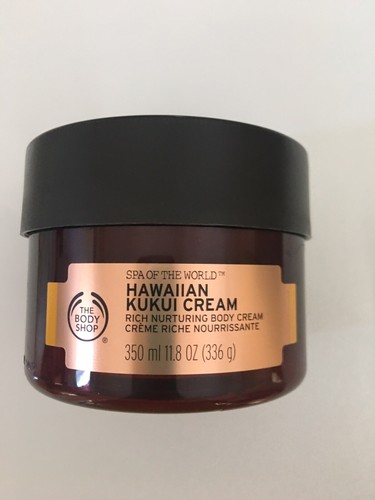 SPA OF THE WORLD™
HAWAIIAN
KUKUI CREAM
RICH NURTURING BODY CREAM
CRÈME RICHE NOURRISSANTE
350 ml 11.8 OZ (336 g)
THE
BODY
SHOP
®